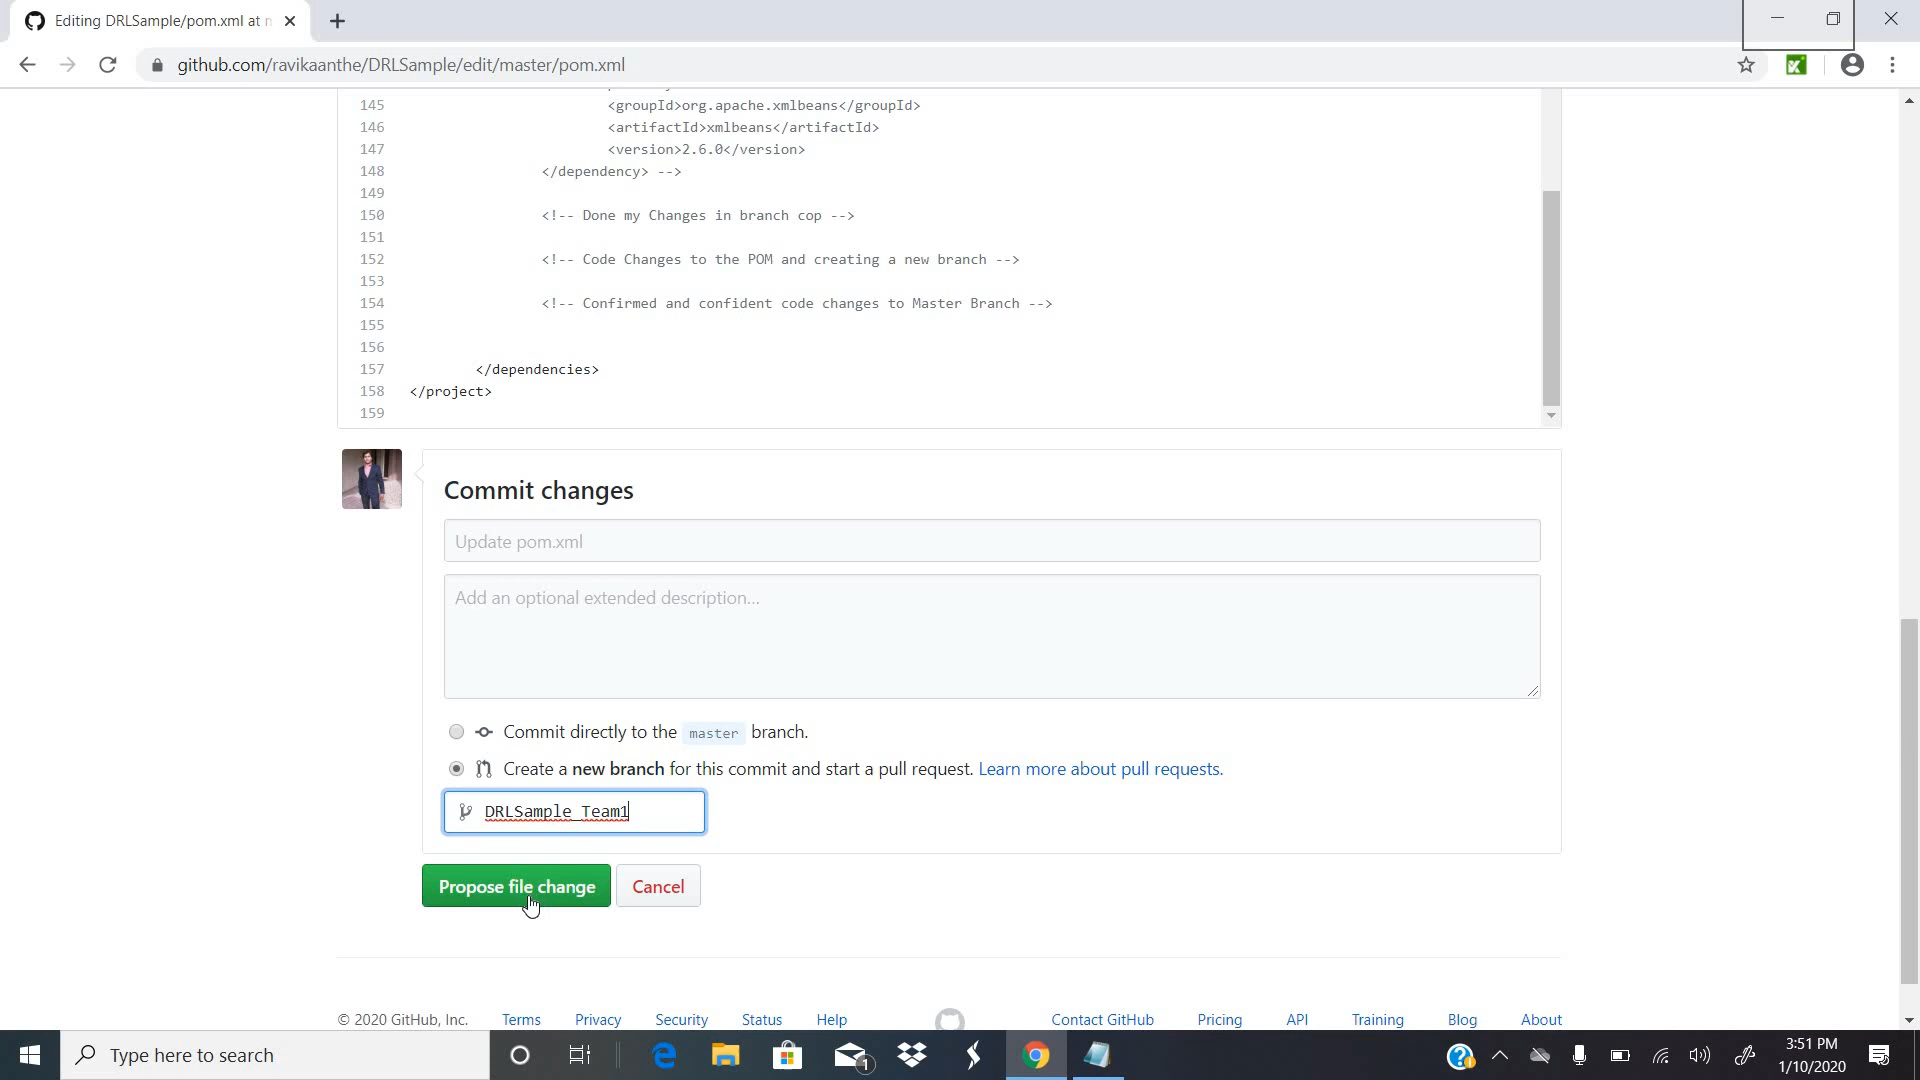 Editing DRLSample/pom.xml at m
github.com/ravikaanthe/DRLSample/edit/master/pom.xml
145 <groupId>org.apache.xmlbeans</groupId>
146 <artifactId>xmlbeans</artifactId>
147 <version>2.6.0</version>
148 </dependency> -->
149
150 <!-- Done my Changes in branch cop -->
151
152 <!-- Code Changes to the POM and creating a new branch -->
153
154 <!-- Confirmed and confident code changes to Master Branch -->
155
156
157 </dependencies>
158 </project>
159
Commit changes
Update pom.xml
Add an optional extended description...
Commit directly to the master branch.
Create a new branch for this commit and start a pull request. Learn more about pull requests.
DRLSample_Team1
Propose file change Cancel
© 2020 GitHub, Inc. Terms Privacy Security Status Help Contact GitHub Pricing API Training Blog About
Type here to search
1
3:51 PM
1/10/2020